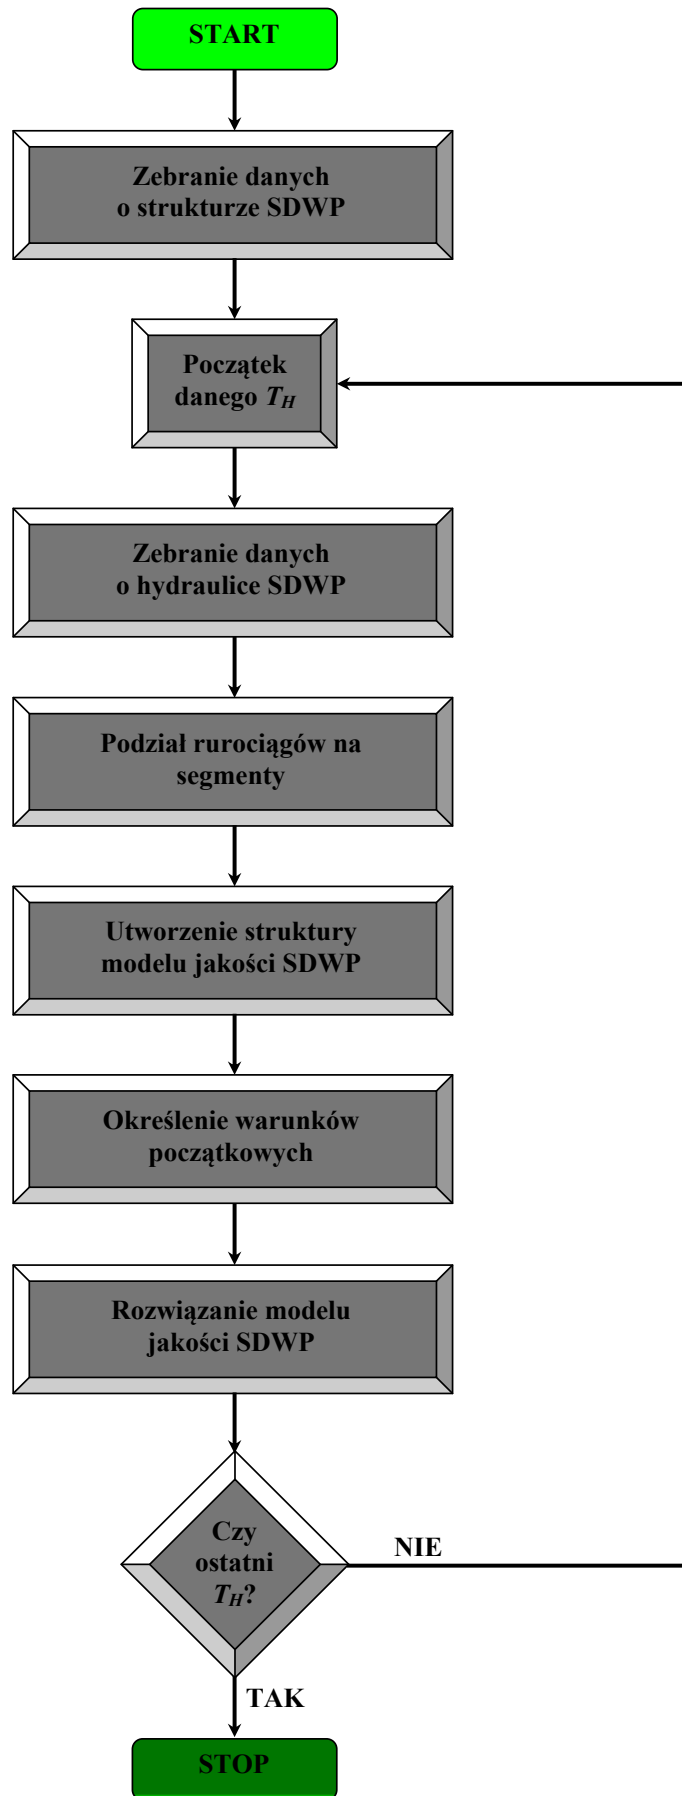 START
Zebranie danych
o strukturze SDWP
Początek
danego T_H
Zebranie danych
o hydraulice SDWP
Podział rurociągów na
segmenty
Utworzenie struktury
modelu jakości SDWP
Określenie warunków
początkowych
Rozwiązanie modelu
jakości SDWP
Czy
ostatni
T_H?
NIE
TAK
STOP